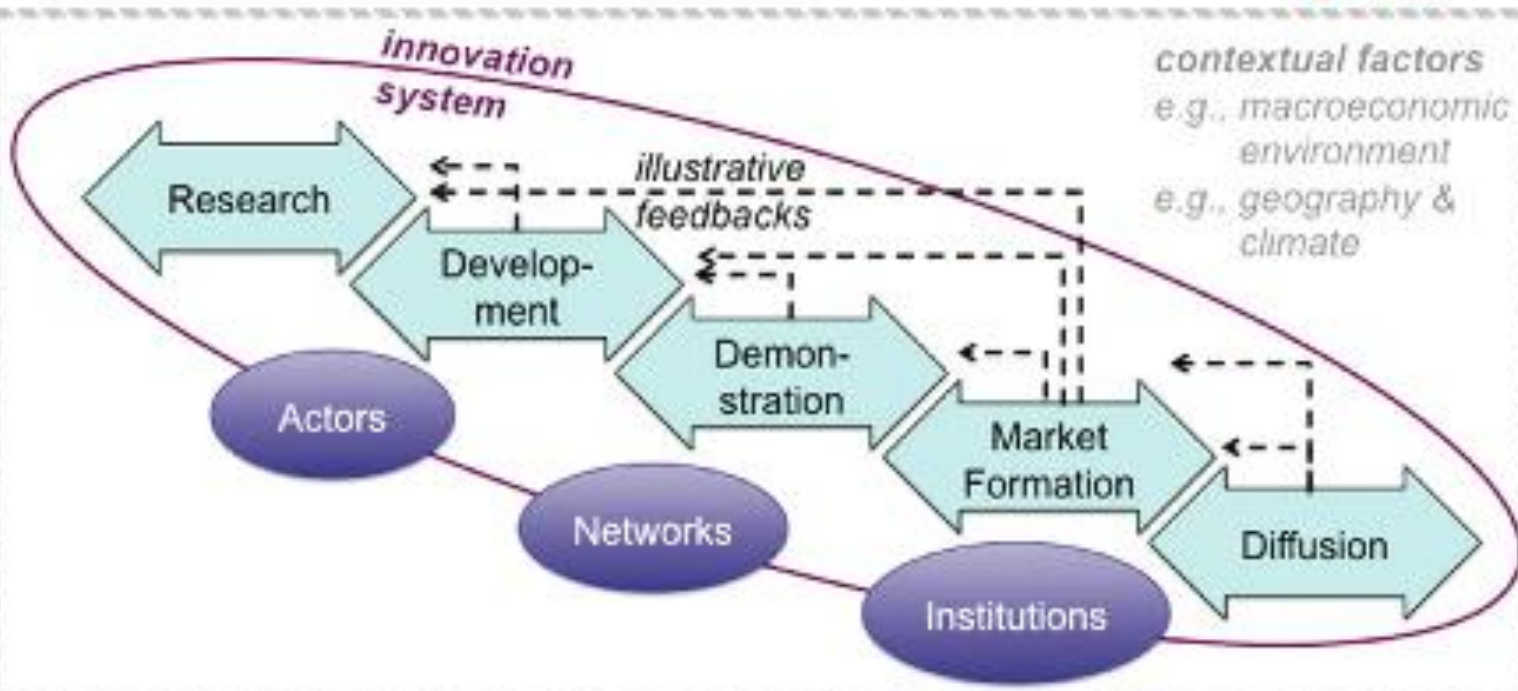 innovation
system
contextual factors
e.g., macroeconomic
environment
e.g., geography &
climate
illustrative
feedbacks
Research
Develop-
ment
Demon-
stration
Market
Formation
Diffusion
Actors
Networks
Institutions